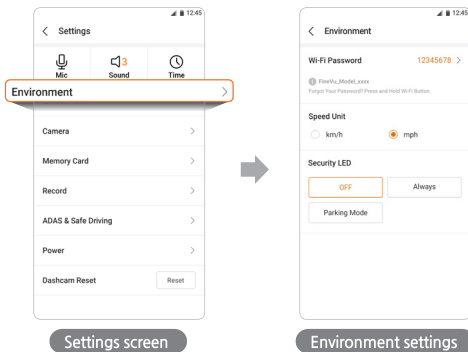 12:45
Settings
Mic
Sound
3
Time
Environment
Camera
Memory Card
Record
ADAS & Safe Driving
Power
Dashcam Reset
Reset
Settings screen
12:45
Environment
Wi-Fi Password
12345678
FineVu_Model_xxxx
Forgot Your Password? Press and Hold Wi-Fi Button.
Speed Unit
km/h
mph
Security LED
OFF
Always
Parking Mode
Environment settings